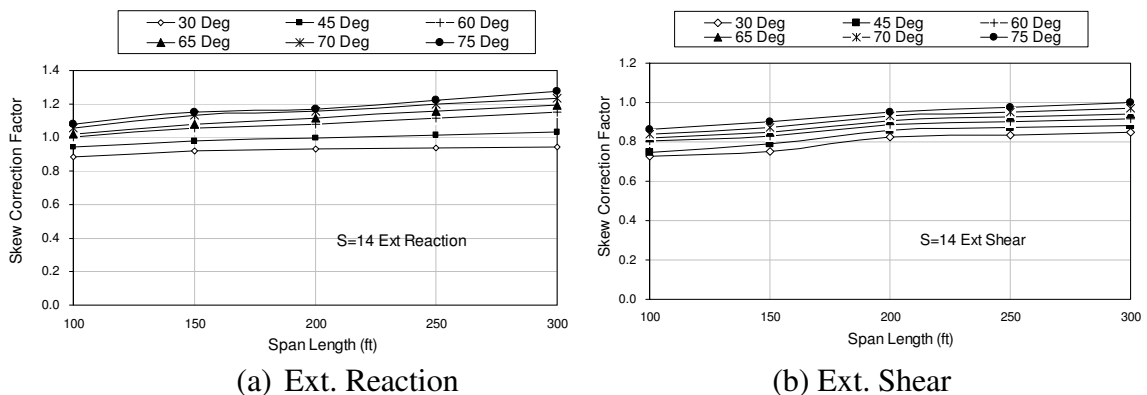 30 Deg 45 Deg 60 Deg
65 Deg 70 Deg 75 Deg
1.4
1.2
1.0
0.8
0.6
0.4
0.2
0.0
Skew Correction Factor
S=14 Ext Reaction
100 150 200 250 300
Span Length (ft)
(a) Ext. Reaction
30 Deg 45 Deg 60 Deg
65 Deg 70 Deg 75 Deg
1.2
1.0
0.8
0.6
0.4
0.2
0.0
Skew Correction Factor
S=14 Ext Shear
100 150 200 250 300
Span Length (ft)
(b) Ext. Shear